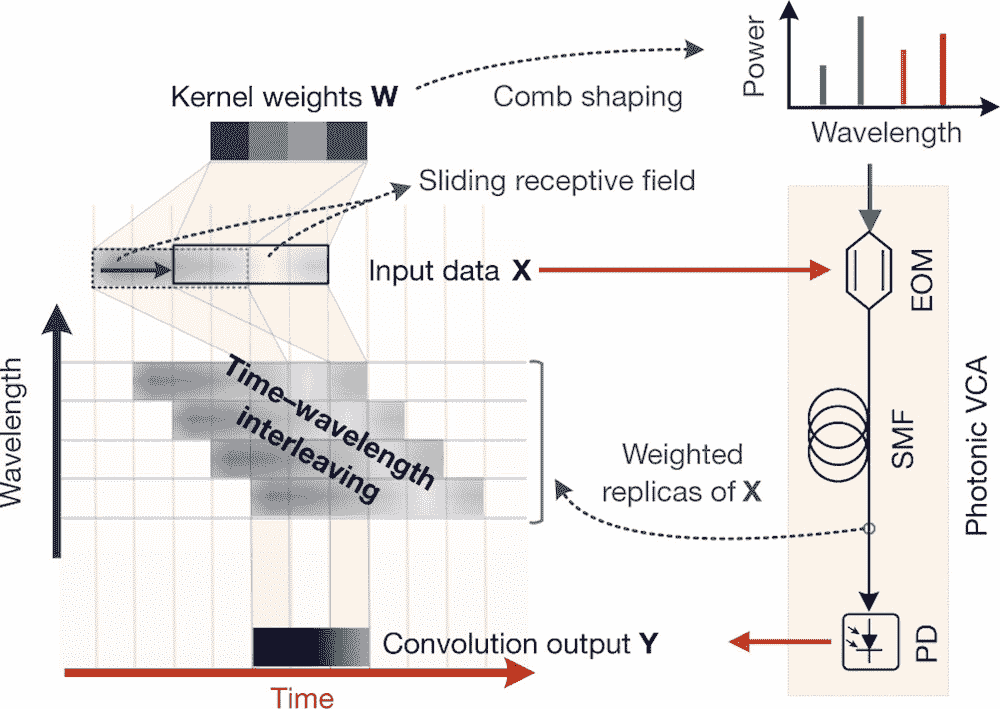 Power
Wavelength
Kernel weights W
Comb shaping
Sliding receptive field
Input data X
EOM
Wavelength
Time–wavelength
interleaving
Weighted
replicas of X
SMF
Photonic VCA
Convolution output Y
PD
Time